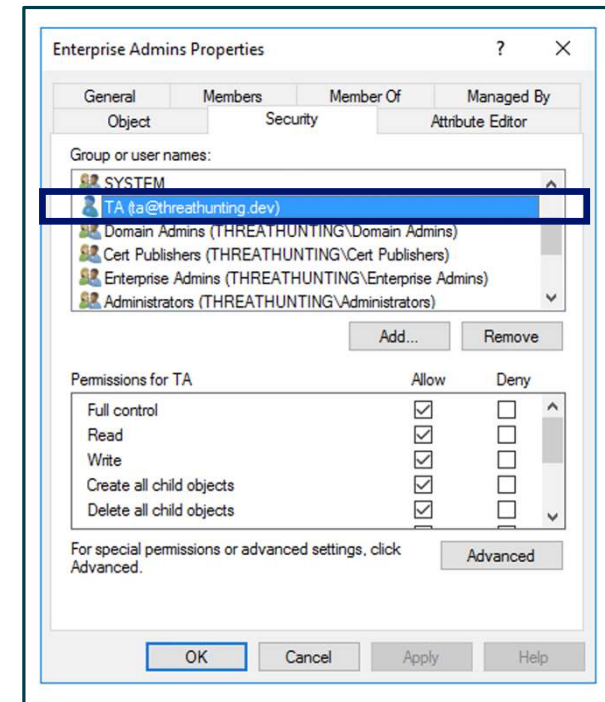 Enterprise Admins Properties ? ×
General Members Member Of Managed By
Object Security Attribute Editor
Group or user names:
SYSTEM
TA (ta@threathunting.dev)
Domain Admins (THREATHUNTING\Domain Admins)
Cert Publishers (THREATHUNTING\Cert Publishers)
Enterprise Admins (THREATHUNTING\Enterprise Admins)
Administrators (THREATHUNTING\Administrators)
Add... Remove
Permissions for TA Allow Deny
Full control
Read
Write
Create all child objects
Delete all child objects
For special permissions or advanced settings, click
Advanced.
Advanced
OK Cancel Apply Help